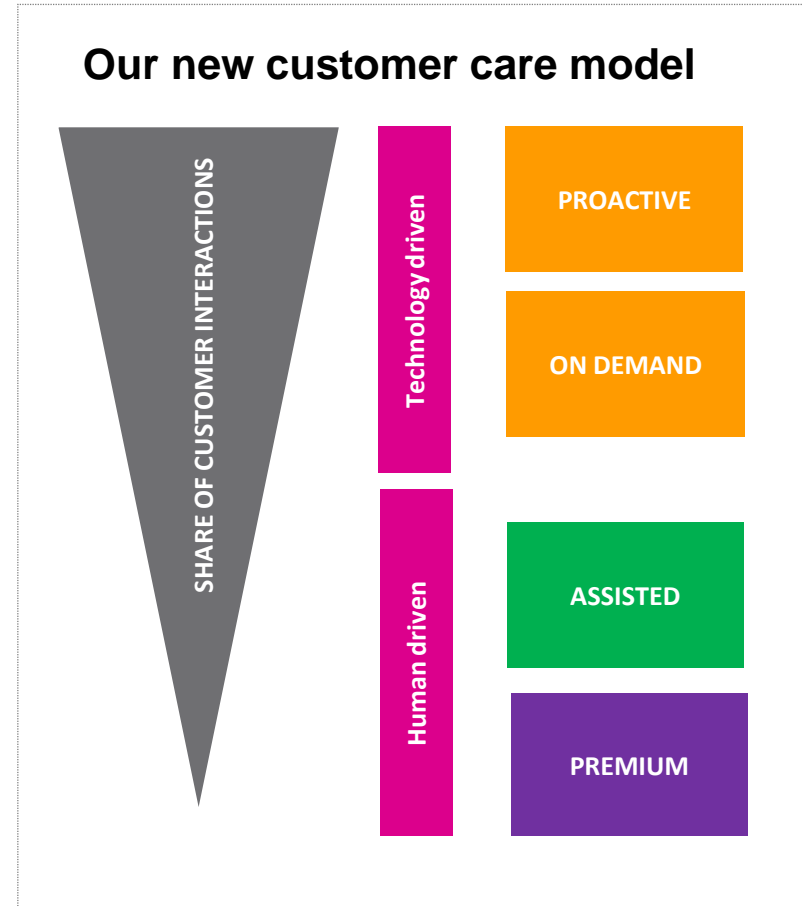 Our new customer care model
SHARE OF CUSTOMER INTERACTIONS
Technology driven
PROACTIVE
ON DEMAND
Human driven
ASSISTED
PREMIUM